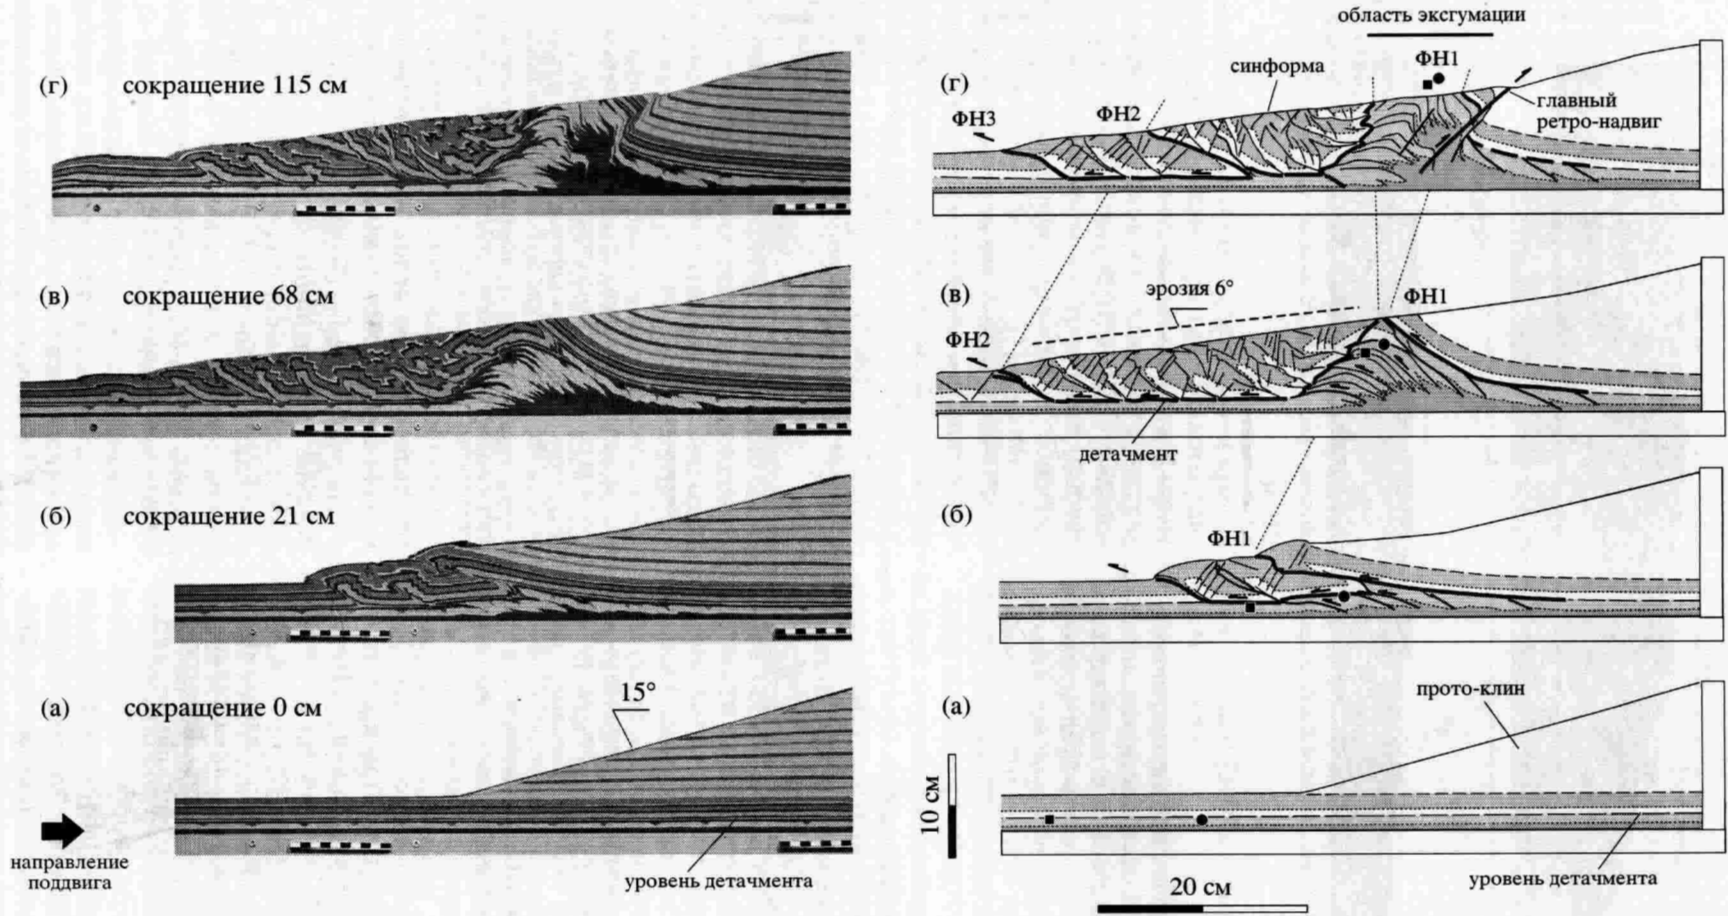 область эксгумации
(г) сокращение 115 см
(г)
синформа
ФН1
ФН2
ФН3
главный
ретро-надвиг
(в) сокращение 68 см
(в)
эрозия 6°
ФН1
ФН2
детачмент
(б) сокращение 21 см
(б)
ФН1
(а) сокращение 0 см
15°
(а)
прото-клин
10 см
направление
поддвига
уровень детачмента
уровень детачмента
20 см